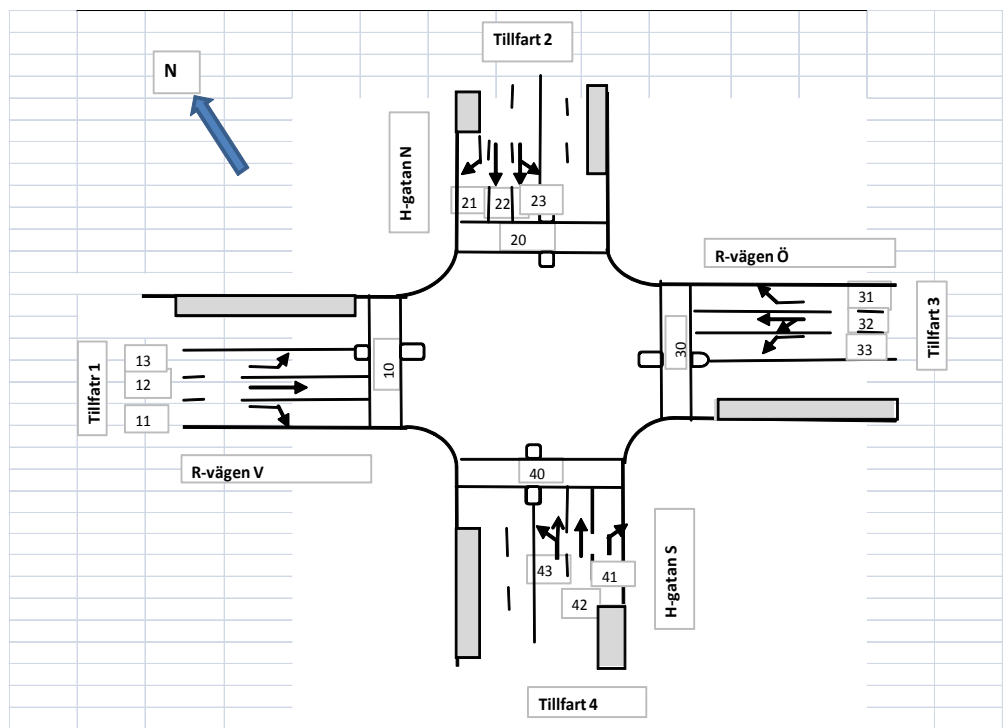 Tillfart 2
N
H-gatan N
21
22
23
20
R-vägen Ö
31
32
33
Tillfart 3
30
Tillfatr 1
13
12
11
10
R-vägen V
40
43
41
42
H-gatan S
Tillfart 4